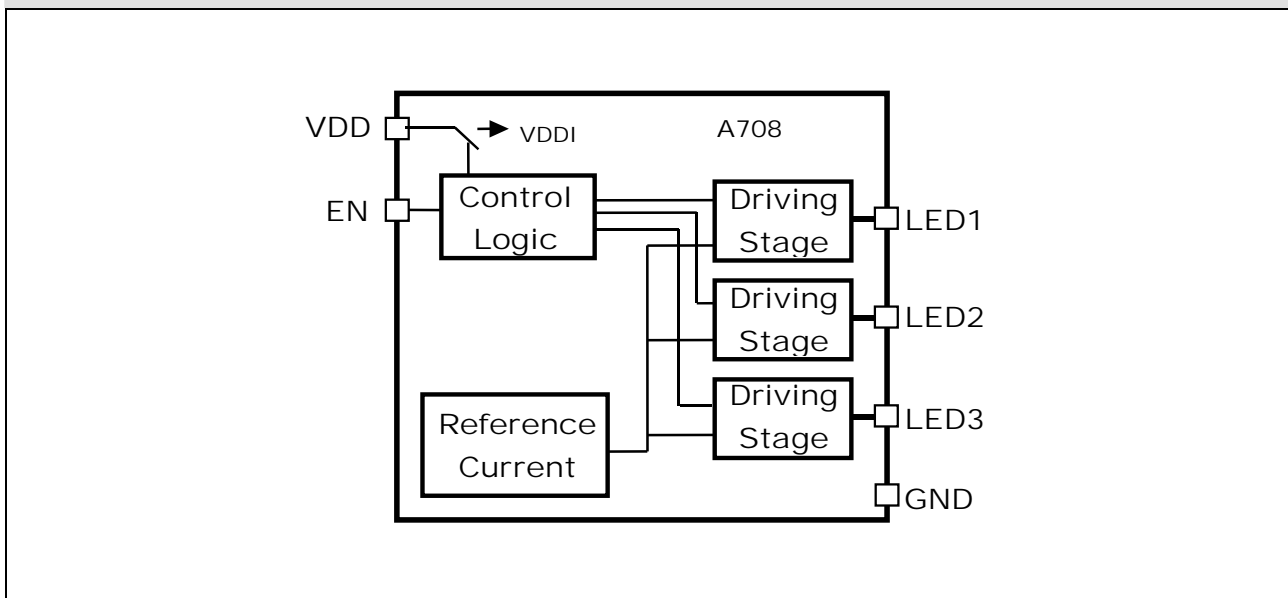 VDD
VDDI
A708
EN
Control
Logic
Driving
Stage
LED1
Driving
Stage
LED2
Driving
Stage
LED3
Reference
Current
GND